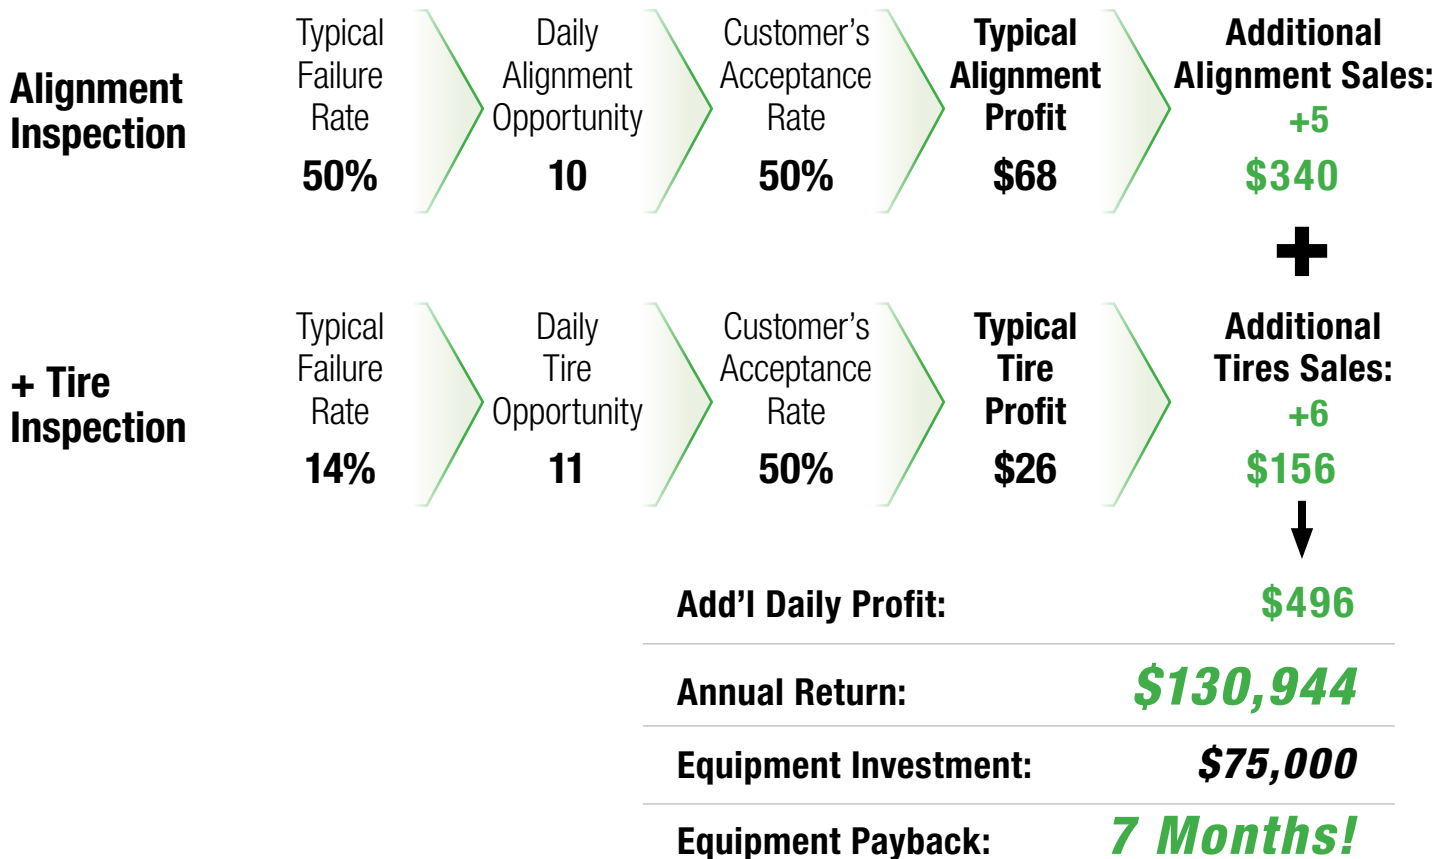 Alignment
Inspection
Typical
Failure
Rate
50%
Daily
Alignment
Opportunity
10
Customer's
Acceptance
Rate
50%
Typical
Alignment
Profit
$68
Additional
Alignment Sales:
+5
$340
+
+ Tire
Inspection
Typical
Failure
Rate
14%
Daily
Tire
Opportunity
11
Customer's
Acceptance
Rate
50%
Typical
Tire
Profit
$26
Additional
Tires Sales:
+6
$156
Add'l Daily Profit: $496
Annual Return: $130,944
Equipment Investment: $75,000
Equipment Payback: 7 Months!